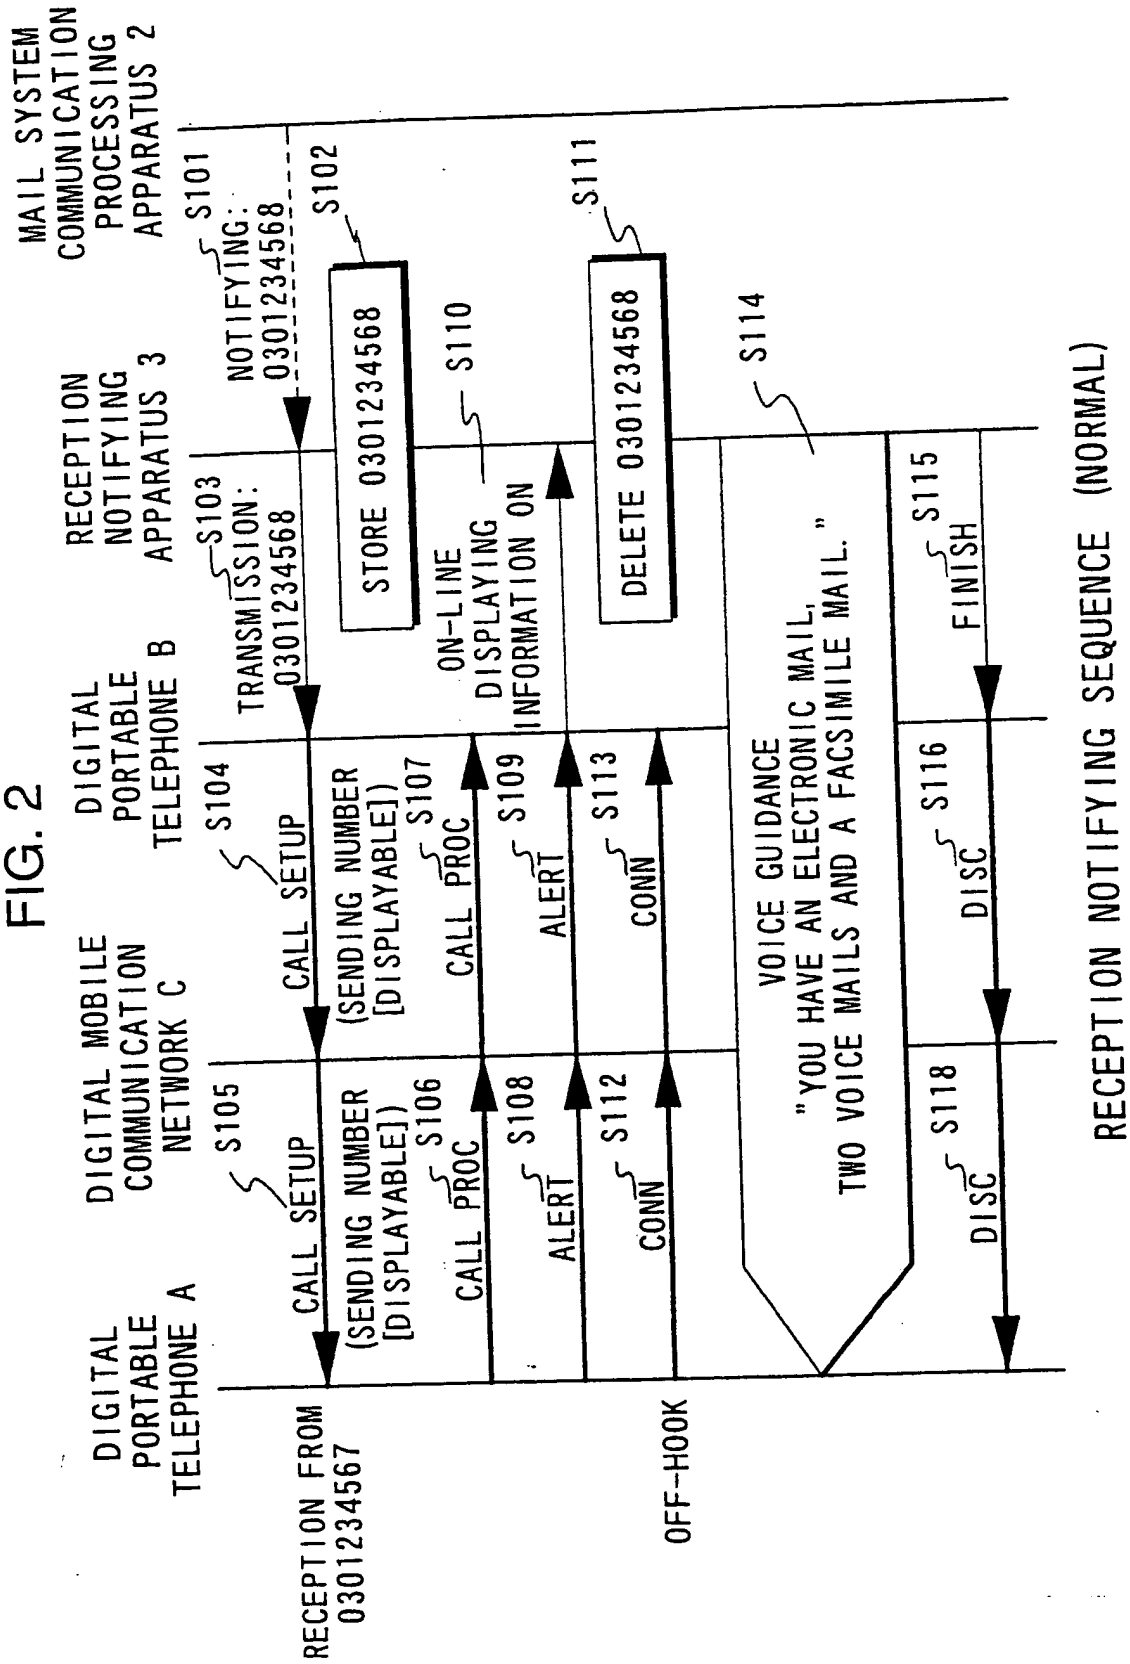 FIG. 2
DIGITAL
PORTABLE
TELEPHONE A
DIGITAL MOBILE
COMMUNICATION
NETWORK C
DIGITAL
PORTABLE
TELEPHONE B
RECEPTION
NOTIFYING
APPARATUS 3
MAIL SYSTEM
COMMUNICATION
PROCESSING
APPARATUS 2
S101
NOTIFYING:
0301234568
S102
STORE 0301234568
S103
TRANSMISSION:
0301234568
S104
CALL SETUP
(SENDING NUMBER
[DISPLAYABLE])
S105
CALL SETUP
(SENDING NUMBER
[DISPLAYABLE])
RECEPTION FROM
0301234567
S106
CALL PROC
S107
CALL PROC
S108
ALERT
S109
ALERT
S110
ON-LINE
DISPLAYING
INFORMATION ON
S111
DELETE 0301234568
OFF-HOOK
S112
CONN
S113
CONN
S114
VOICE GUIDANCE
"YOU HAVE AN ELECTRONIC MAIL,
TWO VOICE MAILS AND A FACSIMILE MAIL."
S115
FINISH
S116
DISC
S118
DISC
RECEPTION NOTIFYING SEQUENCE (NORMAL)